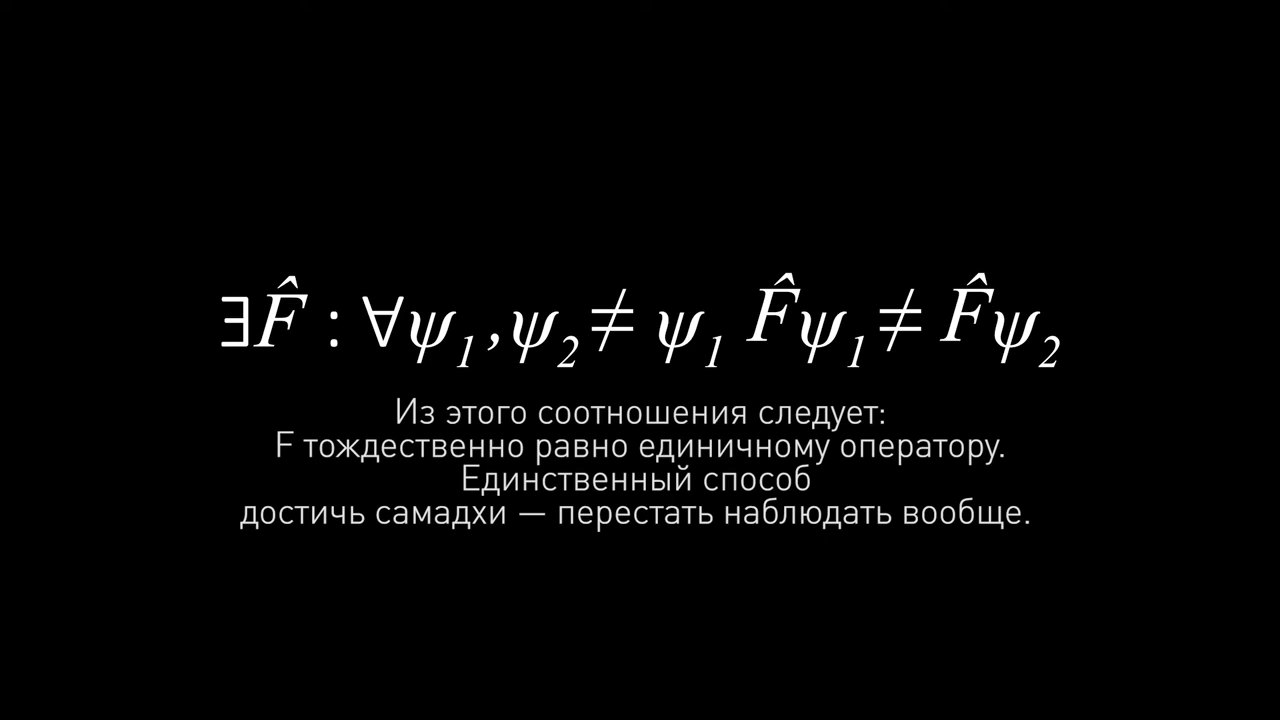 ∃F̂ : ∀ψ₁,ψ₂≠ ψ₁ F̂ψ₁≠ F̂ψ₂
Из этого соотношения следует:
F тождественно равно единичному оператору.
Единственный способ
достичь самадхи — перестать наблюдать вообще.